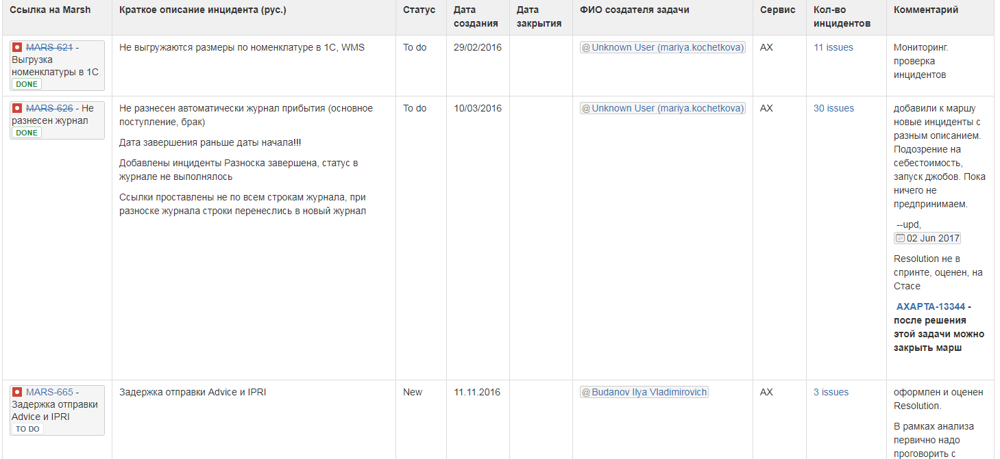 Ссылка на Marsh
Краткое описание инцидента (рус.)
Статус
Дата
создания
Дата
закрытия
ФИО создателя задачи
Сервис
Кол-во
инцидентов
Комментарий
MARS-621 -
Выгрузка
номенклатуры в 1С
DONE
Не выгружаются размеры по номенклатуре в 1С, WMS
To do
29/02/2016
@Unknown User (mariya.kochetkova)
AX
11 issues
Мониторинг.
проверка
инцидентов
MARS-626 - Не
разнесен журнал
DONE
Не разнесен автоматически журнал прибытия (основное
поступление, брак)
Дата завершения раньше даты начала!!!
Добавлены инциденты Разноска завершена, статус в
журнале не выполнялось
Ссылки проставлены не по всем строкам журнала, при
разноске журнала строки перенеслись в новый журнал
To do
10/03/2016
@Unknown User (mariya.kochetkova)
AX
30 issues
добавили к маршу
новые инциденты с
разным описанием.
Подозрение на
себестоимость,
запуск джобов. Пока
ничего не
предпринимаем.
--upd,
02 Jun 2017
Resolution не в
спринте, оценен, на
Стасе
AXAPTA-13344 -
после решения
этой задачи можно
закрыть марш
MARS-665 -
Задержка отправки
Advice и IPRI
TO DO
Задержка отправки Advice и IPRI
New
11.11.2016
@Budanov Ilya Vladimirovich
AX
3 issues
оформлен и оценен
Resolution.
В рамках анализа
первично надо
проговорить с